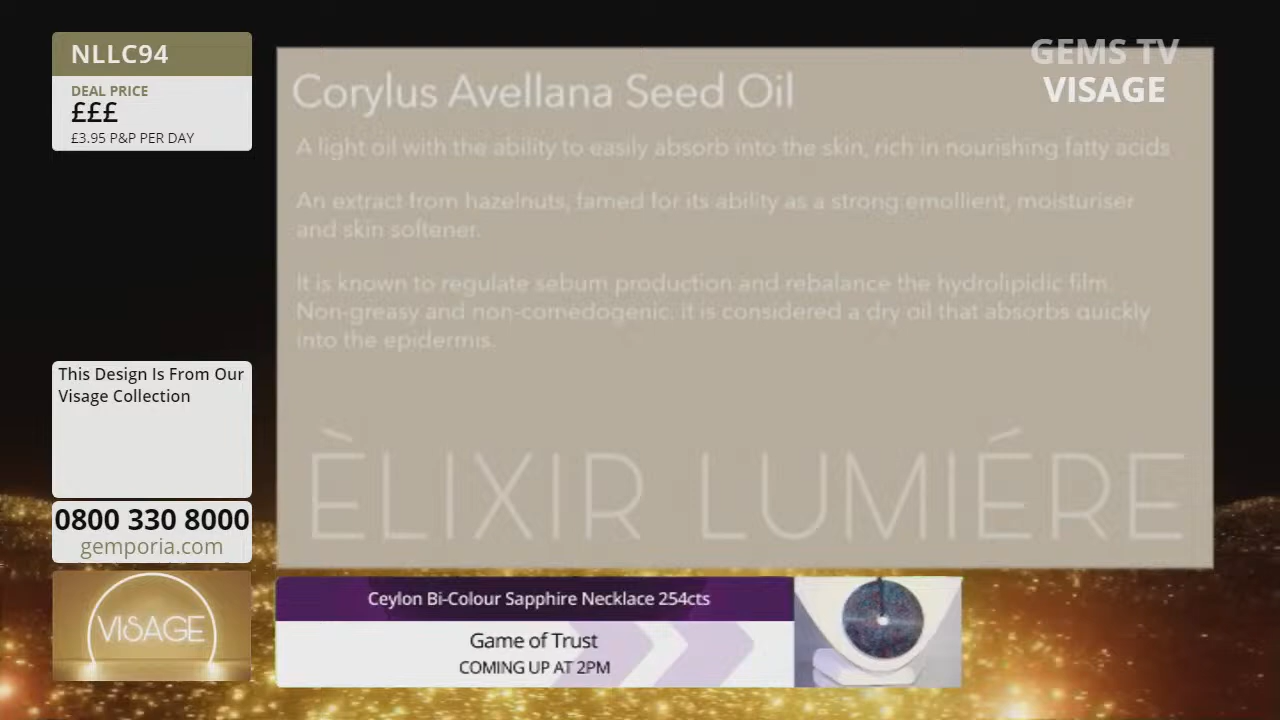 NLLC94
DEAL PRICE
£££
£3.95 P&P PER DAY
GEMS TV
VISAGE
Corylus Avellana Seed Oil
A light oil with the ability to easily absorb into the skin, rich in nourishing fatty acids
An extract from hazelnuts, famed for its ability as a strong emollient, moisturiser
and skin softener.
It is known to regulate sebum production and rebalance the hydrolipidic film.
Non-greasy and non-comedogenic, it is considered a dry oil that absorbs quickly
into the epidermis.
ÈLIXIR LUMIÉRE
This Design Is From Our
Visage Collection
0800 330 8000
gemporia.com
VISAGE
Ceylon Bi-Colour Sapphire Necklace 254cts
Game of Trust
COMING UP AT 2PM